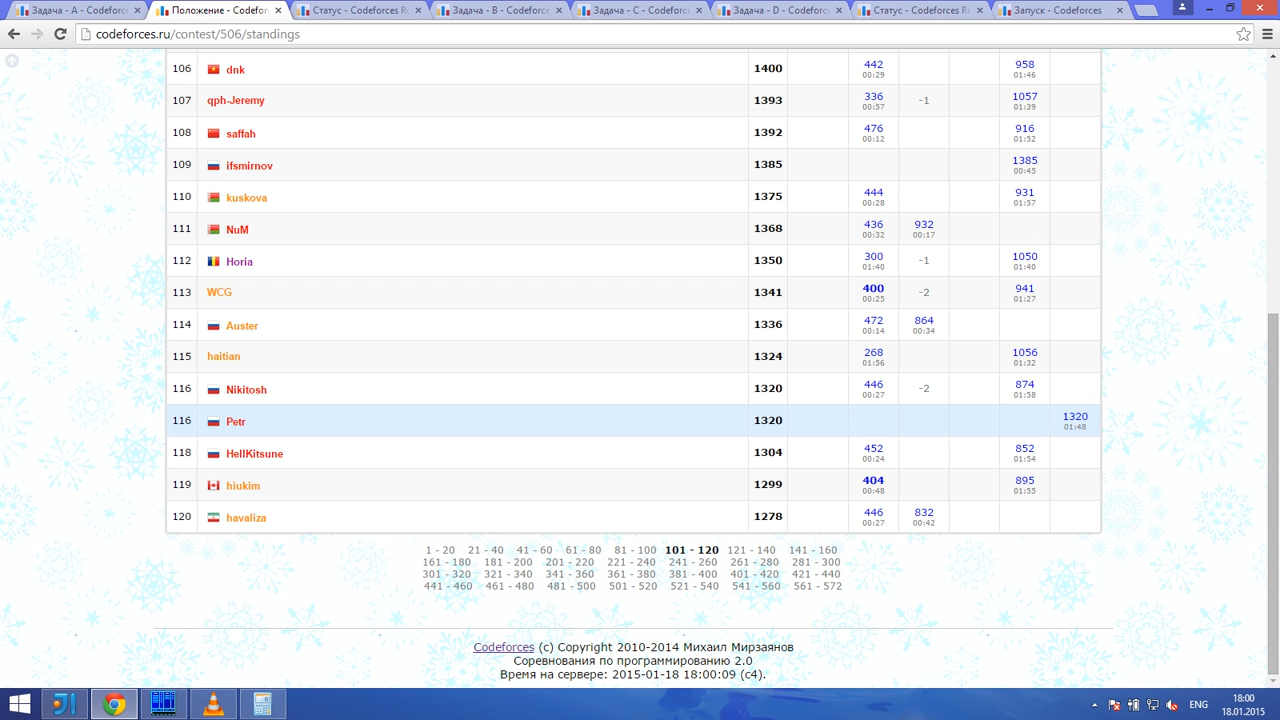 Задача - A - Codeforces
Положение - Codeforces
Статус - Codeforces Ro
Задача - B - Codeforces
Задача - C - Codeforces
Задача - D - Codeforces
Статус - Codeforces Ro
Запуск - Codeforces
codeforces.ru/contest/506/standings
106 dnk 1400 442 958
00:29 01:46
107 qph-Jeremy 1393 336 -1 1057
00:57 01:39
108 saffah 1392 476 916
00:12 01:52
109 ifsmirnov 1385 1385
00:45
110 kuskova 1375 444 931
00:28 01:57
111 NuM 1368 436 932
00:32 00:17
112 Horia 1350 300 -1 1050
01:40 01:40
113 WCG 1341 400 -2 941
00:25 01:27
114 Auster 1336 472 864
00:14 00:34
115 haitian 1324 268 1056
01:56 01:32
116 Nikitosh 1320 446 -2 874
00:27 01:58
116 Petr 1320 1320
01:48
118 HellKitsune 1304 452 852
00:24 01:54
119 hiukim 1299 404 895
00:48 01:55
120 havaliza 1278 446 832
00:27 00:42
1 - 20 21 - 40 41 - 60 61 - 80 81 - 100 101 - 120 121 - 140 141 - 160
161 - 180 181 - 200 201 - 220 221 - 240 241 - 260 261 - 280 281 - 300
301 - 320 321 - 340 341 - 360 361 - 380 381 - 400 401 - 420 421 - 440
441 - 460 461 - 480 481 - 500 501 - 520 521 - 540 541 - 560 561 - 572
Codeforces (c) Copyright 2010-2014 Михаил Мирзаянов
Соревнования по программированию 2.0
Время на сервере: 2015-01-18 18:00:09 (c4).
ENG
18:00
18.01.2015